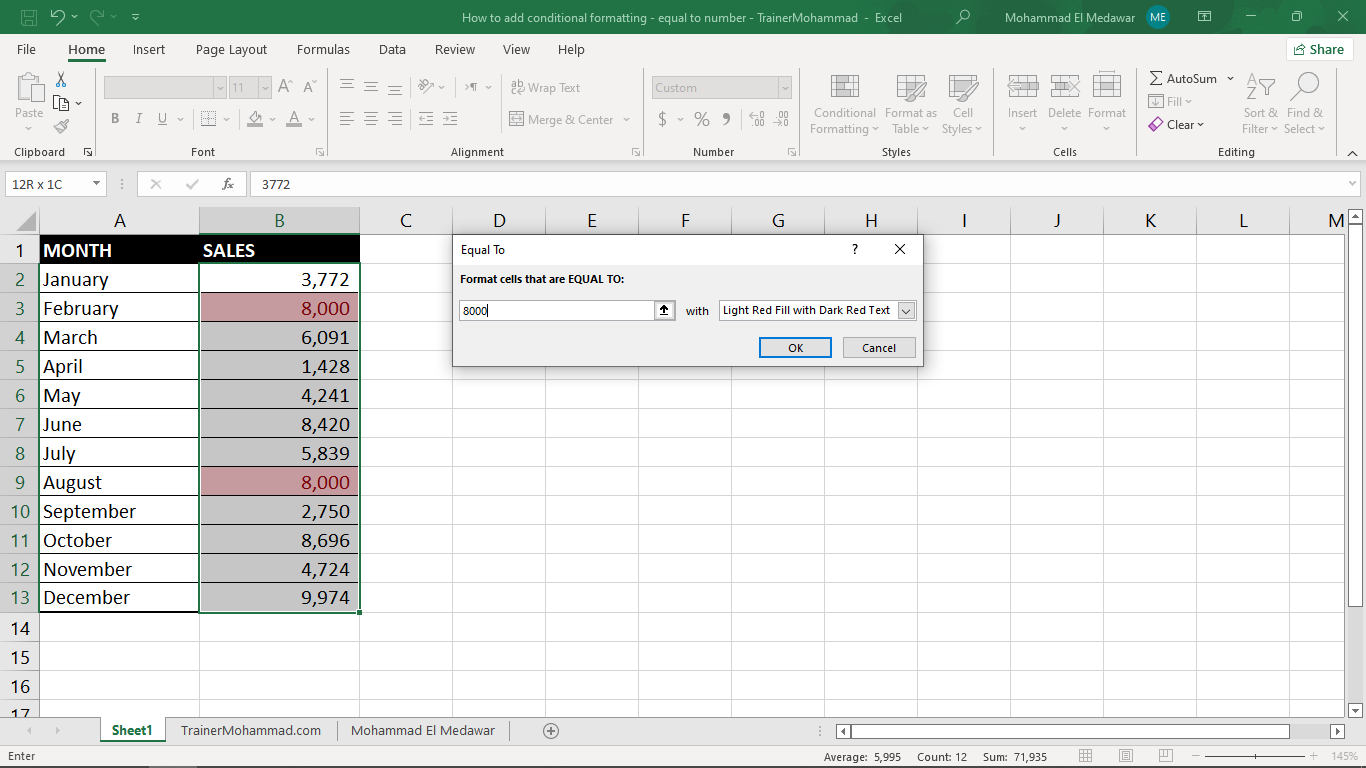 How to add conditional formatting - equal to number - TrainerMohammad - Excel
Mohammad El Medawar ME
File Home Insert Page Layout Formulas Data Review View Help Share
Paste
11
B I U
Wrap Text
Merge & Center
Custom
$ % 9
Conditional Formatting
Format as Table
Cell Styles
Insert Delete Format
AutoSum
Fill
Clear
Sort & Filter
Find & Select
Clipboard Font Alignment Number Styles Cells Editing
12R x 1C fx 3772
A B C D E F G H I J K L M
1 MONTH SALES
2 January 3,772
3 February 8,000
4 March 6,091
5 April 1,428
6 May 4,241
7 June 8,420
8 July 5,839
9 August 8,000
10 September 2,750
11 October 8,696
12 November 4,724
13 December 9,974
14
15
16
17
Equal To ?
Format cells that are EQUAL TO:
8000 with Light Red Fill with Dark Red Text
OK Cancel
Sheet1 TrainerMohammad.com Mohammad El Medawar
Enter Average: 5,995 Count: 12 Sum: 71,935 145%